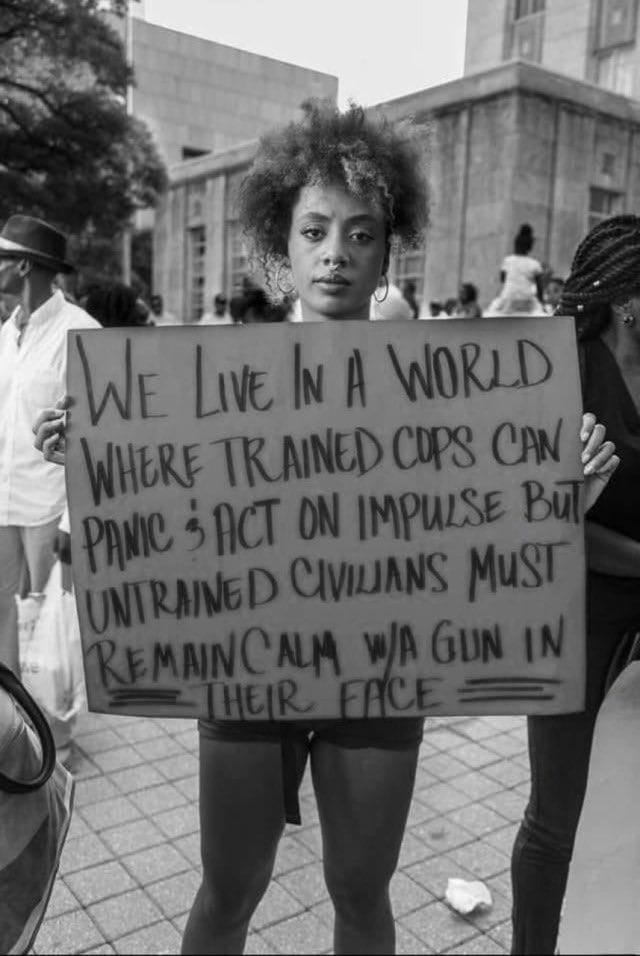 WE LIVE IN A WORLD
WHERE TRAINED COPS CAN
PANIC & ACT ON IMPULSE BUT
UNTRAINED CIVILIANS MUST
REMAIN CALM W/A GUN IN
THEIR FACE